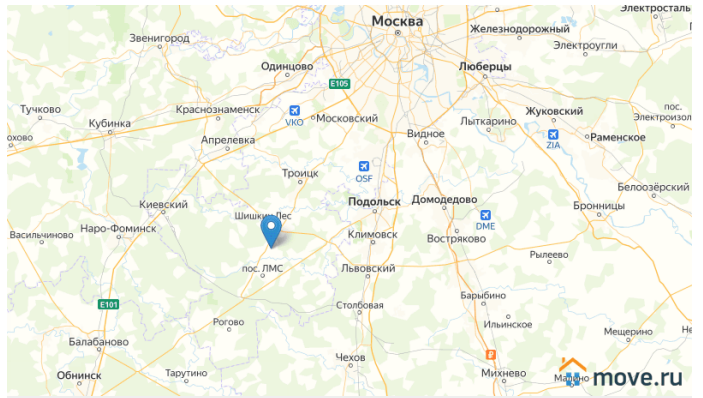 Электросталь
Москва
Железнодорожный
Звенигород
Электроугли
Одинцово
Люберцы
E105
Тучково
Краснознаменск
Жуковский
пос.
Электроизол
Кубинка
VKO
Московский
Лыткарино
Видное
охово
Апрелевка
ZIA
Раменское
Троицк
OSF
Белоозёрский
Киевский
Подольск
Домодедово
Бронницы
Шишкин Лес
DME
Наро-Фоминск
Васильчиново
Климовск
Востряково
Рылеево
пос. ЛМС
Львовский
E101
Столбовая
Барыбино
Рогово
Ильинское
Мещерино
Не
Балабаново
Чехов
Обнинск
Тарутино
Михнево
move.ru